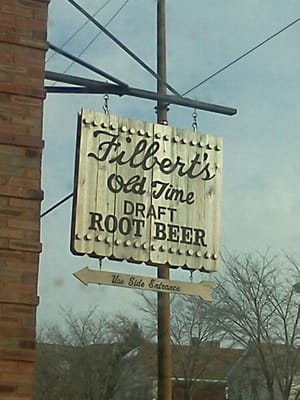 Filbert's
Old Time
DRAFT
ROOT BEER
Use Side Entrance